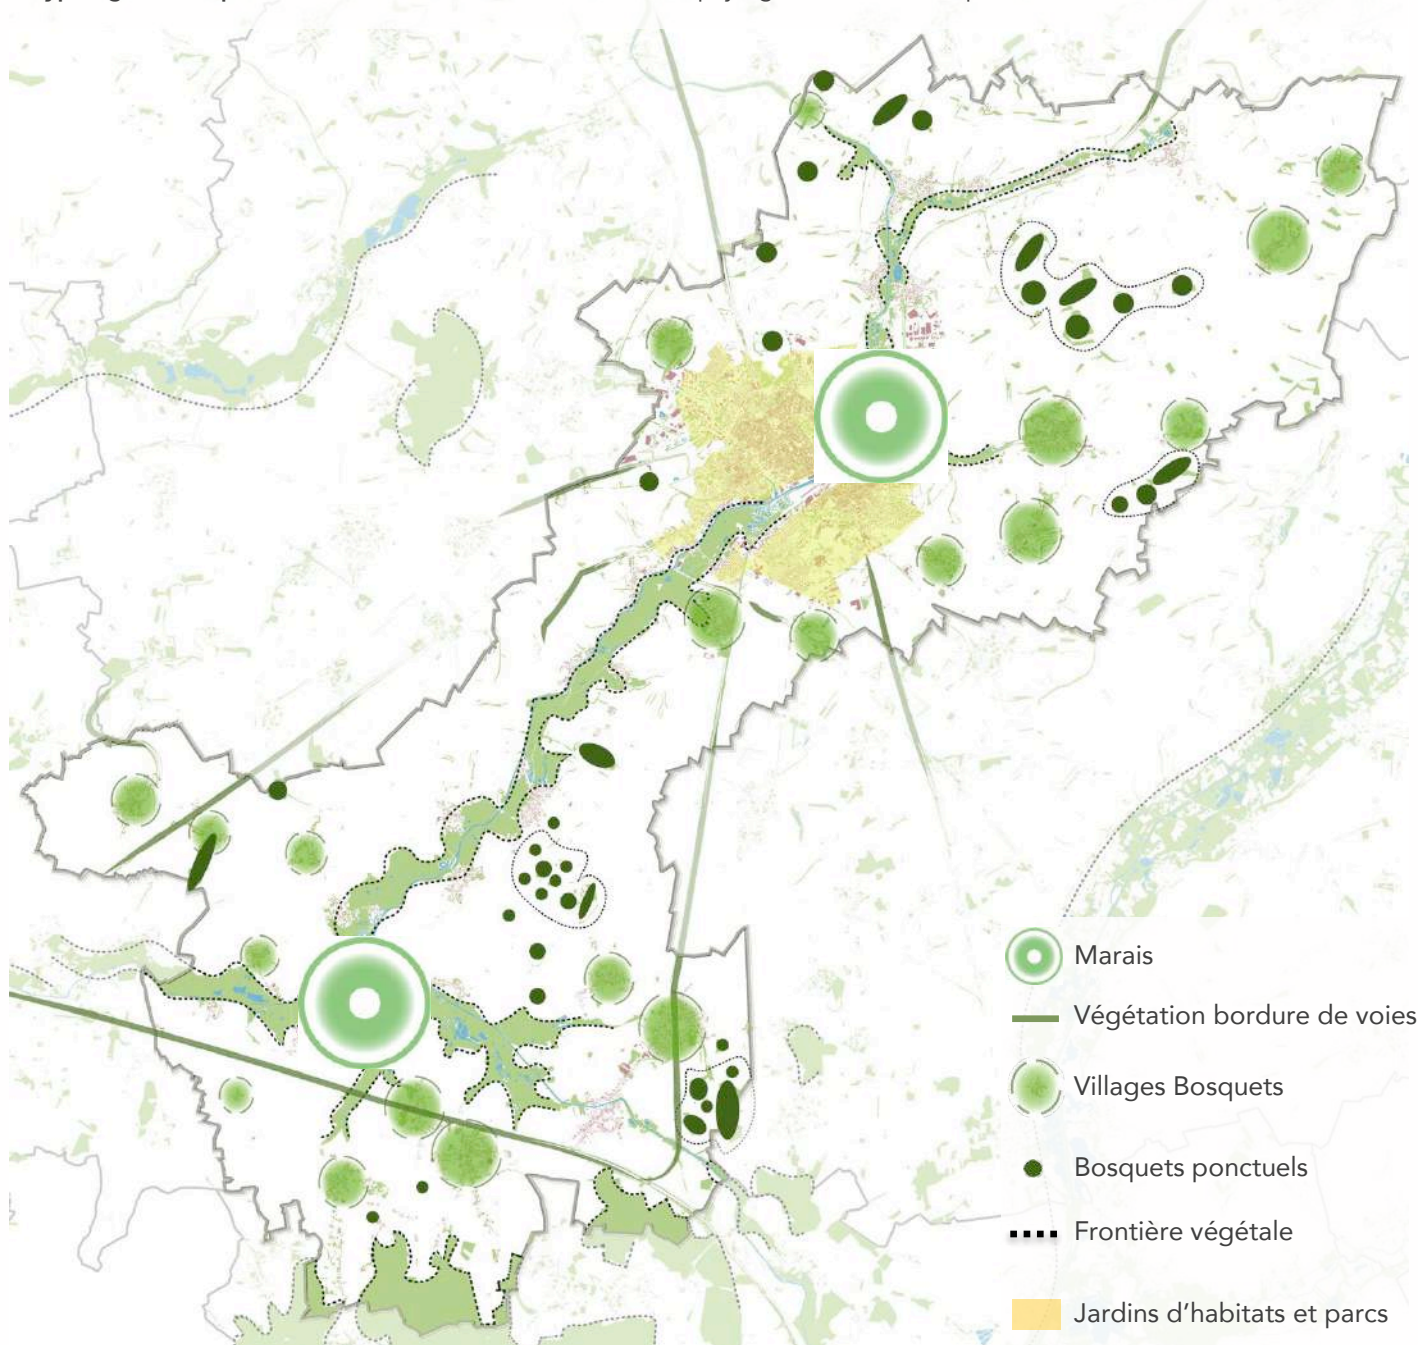 Marais
Végétation bordure de voies
Villages Bosquets
Bosquets ponctuels
Frontière végétale
Jardins d'habitats et parcs